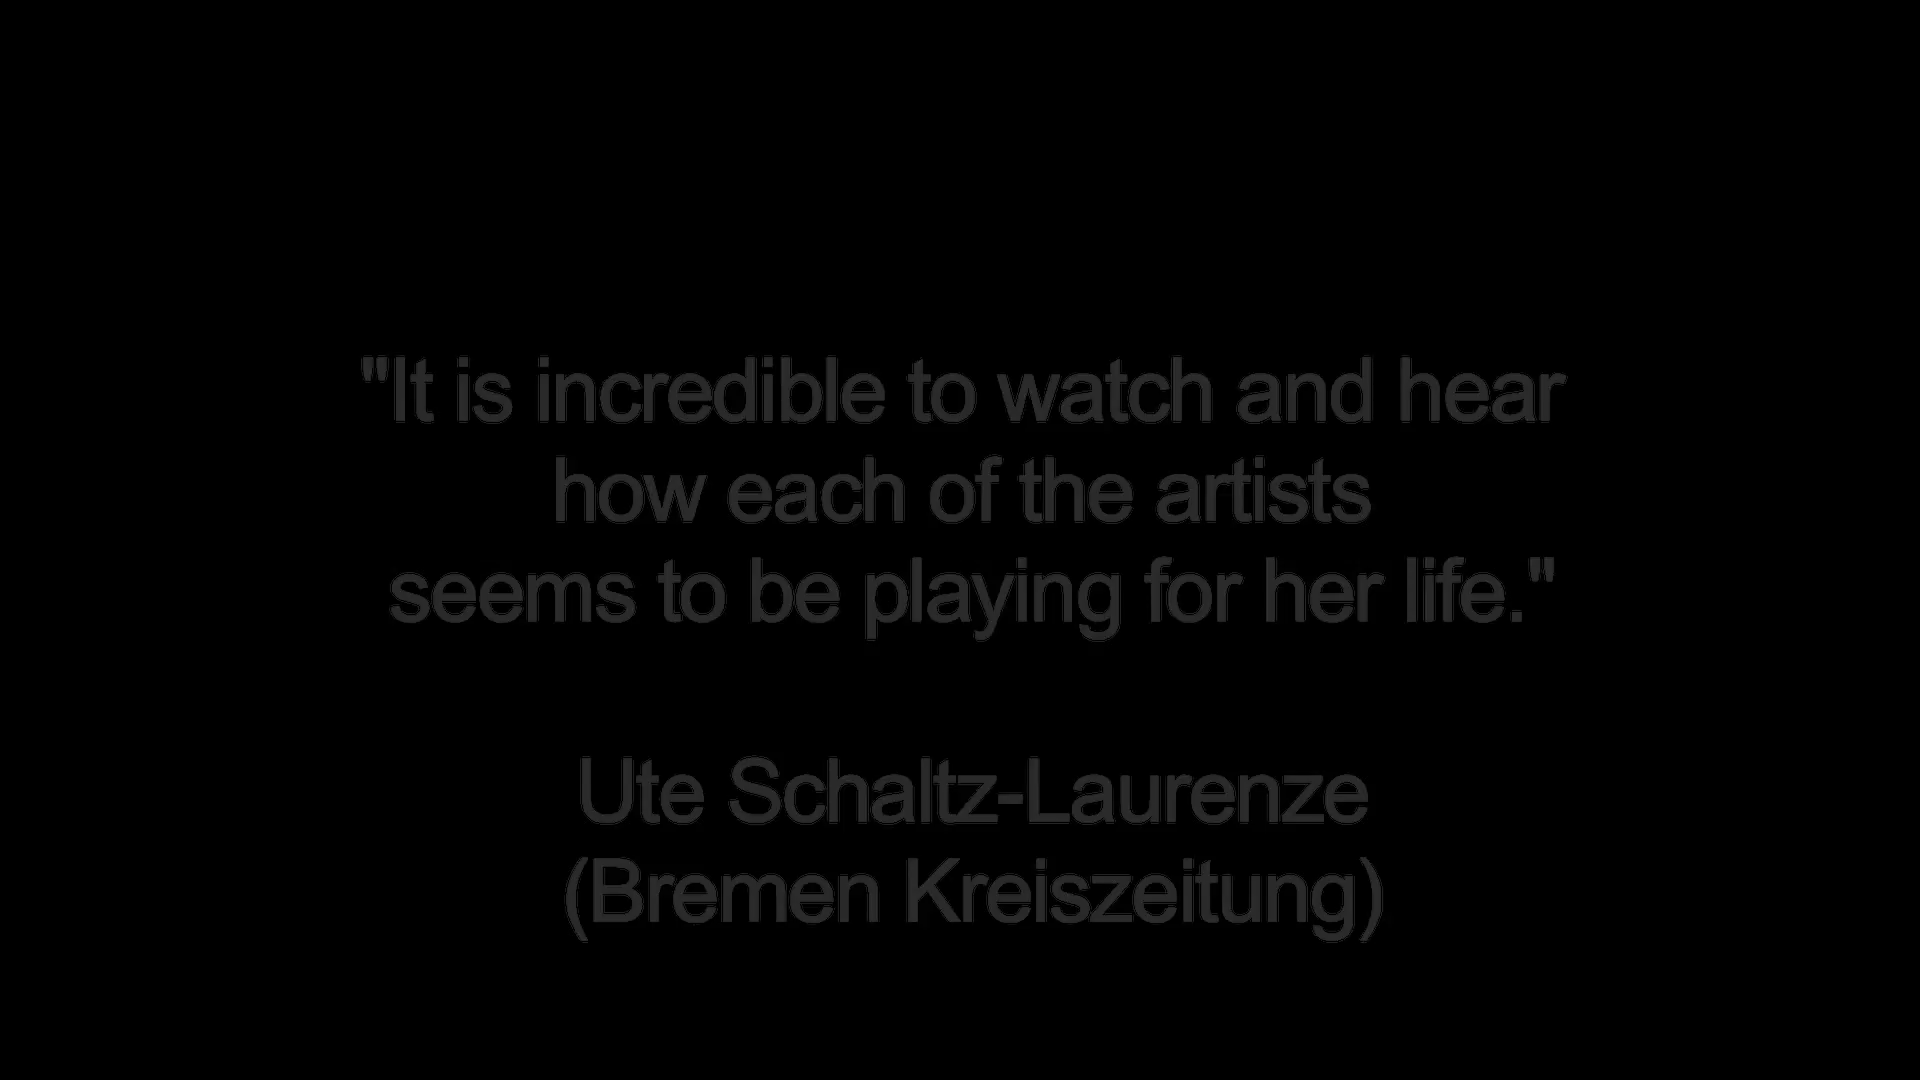 "It is incredible to watch and hear
how each of the artists
seems to be playing for her life."
Ute Schaltz-Laurenze
(Bremen Kreiszeitung)